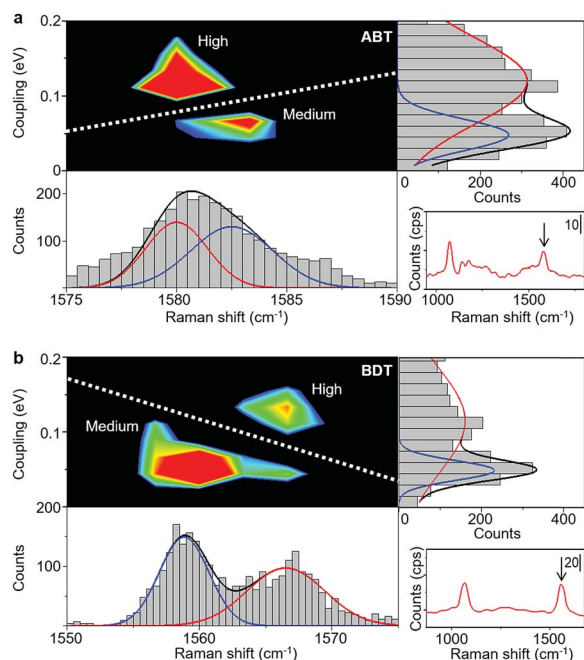 a
0.2
High
ABT
Coupling (eV)
0.1
Medium
0
0 200 400
Counts
200
Counts
100
0
1575 1580 1585 1590
Raman shift (cm-1)
Counts (cps)
10
1000 1500
Raman shift (cm-1)
b
0.2
BDT
High
Coupling (eV)
0.1
Medium
0
0 200 400
Counts
200
Counts
100
0
1550 1560 1570
Raman shift (cm-1)
Counts (cps)
20
1000 1500
Raman shift (cm-1)